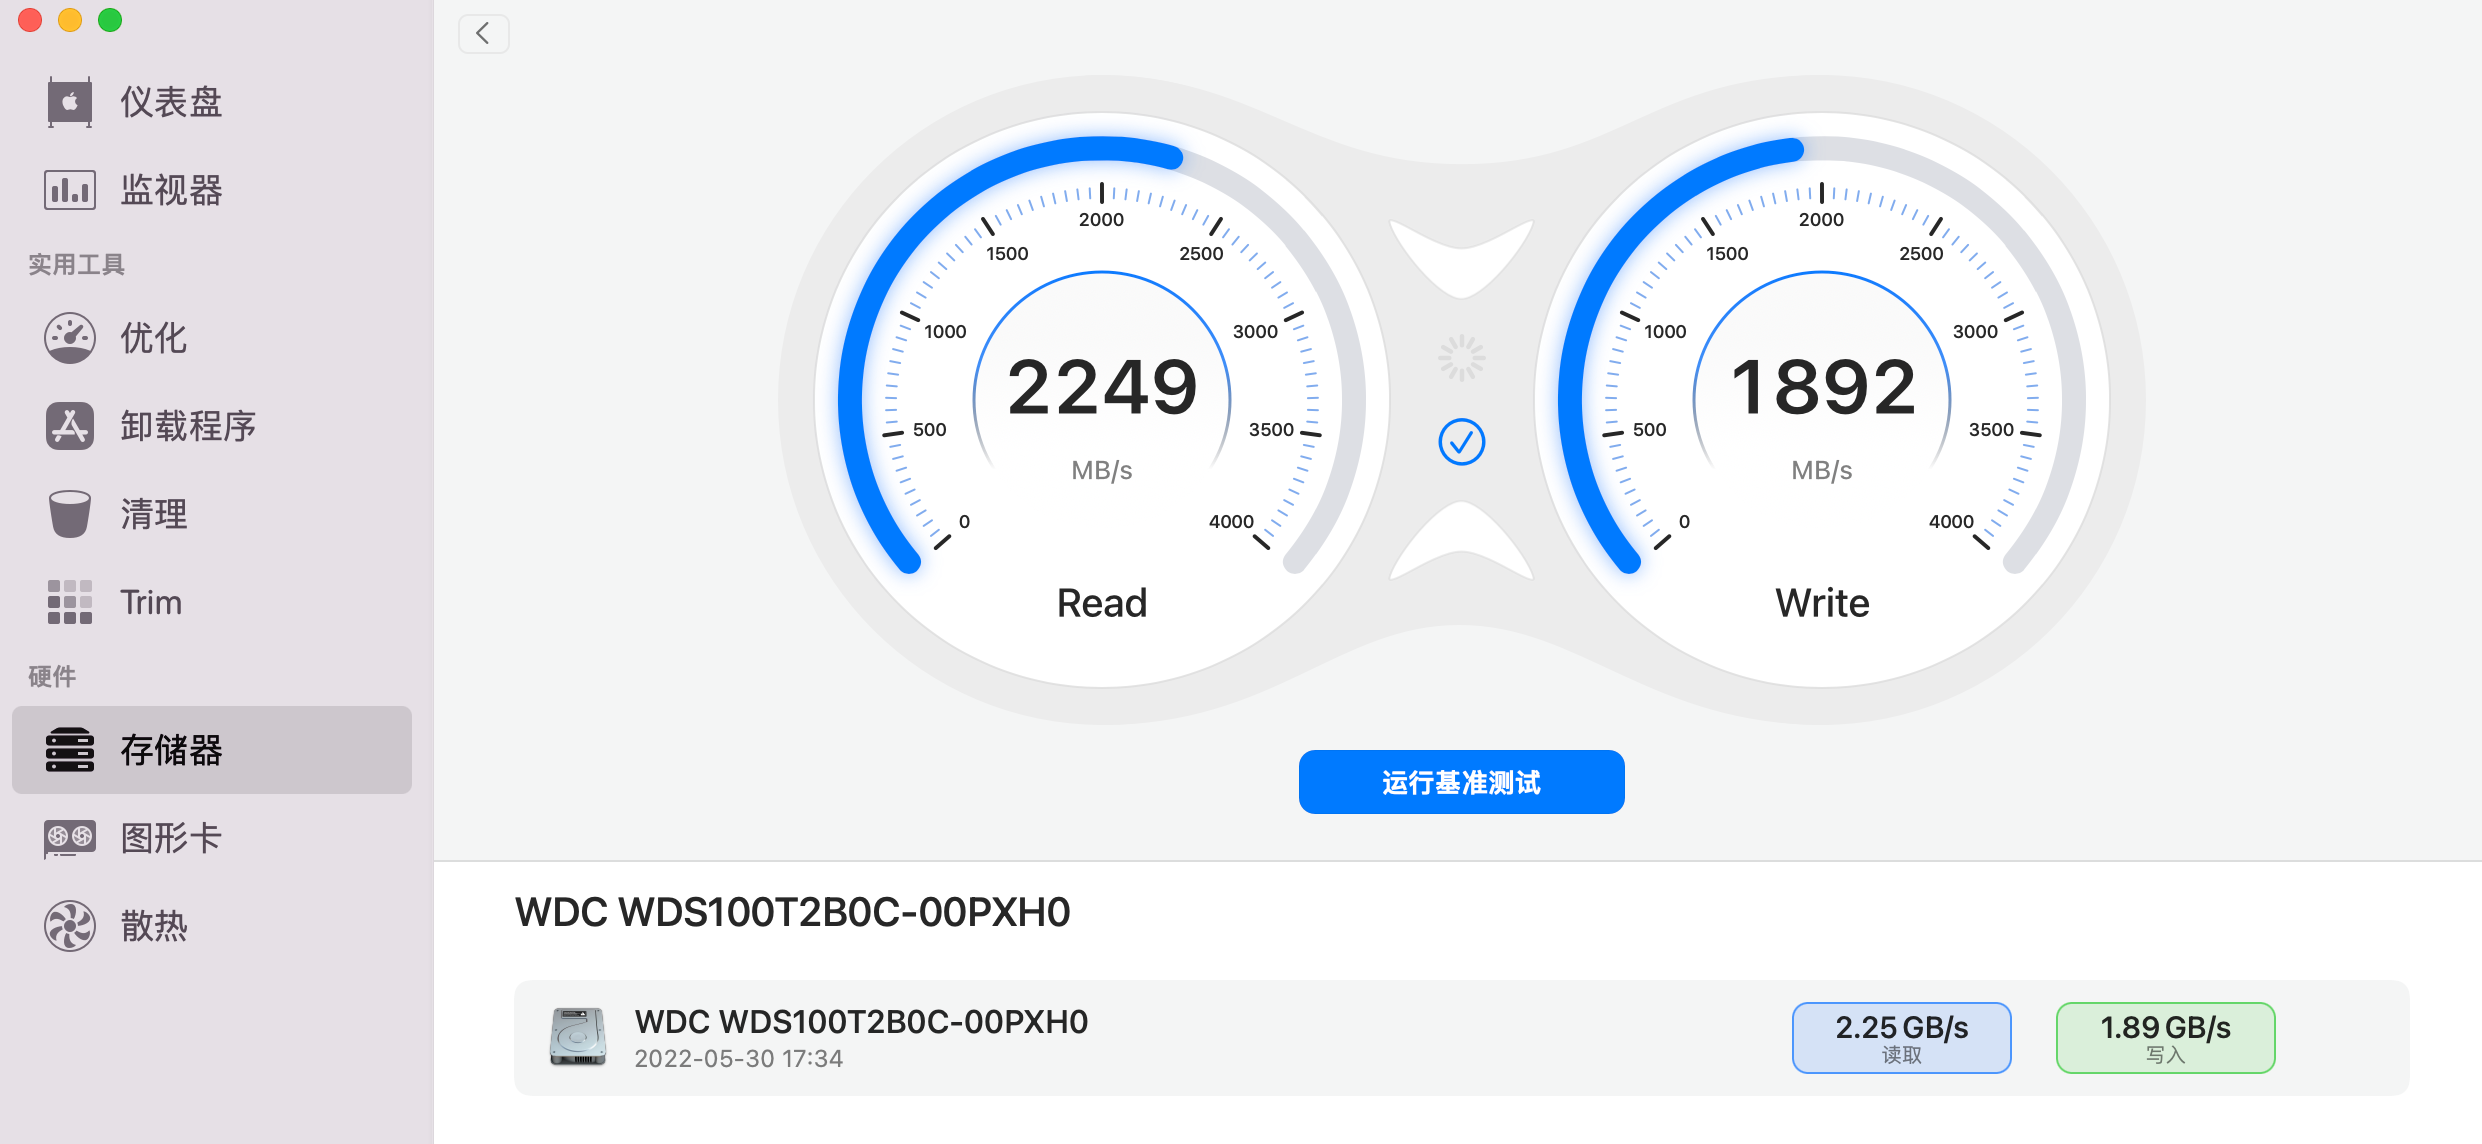 仪表盘
监视器
实用工具
优化
卸载程序
清理
Trim
硬件
存储器
图形卡
散热
0
500
1000
1500
2000
2500
3000
3500
4000
2249
MB/s
Read
0
500
1000
1500
2000
2500
3000
3500
4000
1892
MB/s
Write
运行基准测试
WDC WDS100T2B0C-00PXH0
WDC WDS100T2B0C-00PXH0
2022-05-30 17:34
2.25 GB/s
读取
1.89 GB/s
写入